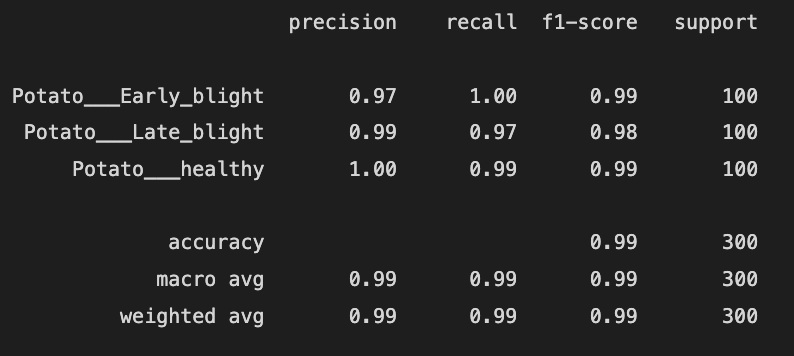 precision recall f1-score support
Potato___Early_blight 0.97 1.00 0.99 100
Potato___Late_blight 0.99 0.97 0.98 100
Potato___healthy 1.00 0.99 0.99 100
accuracy 0.99 300
macro avg 0.99 0.99 0.99 300
weighted avg 0.99 0.99 0.99 300